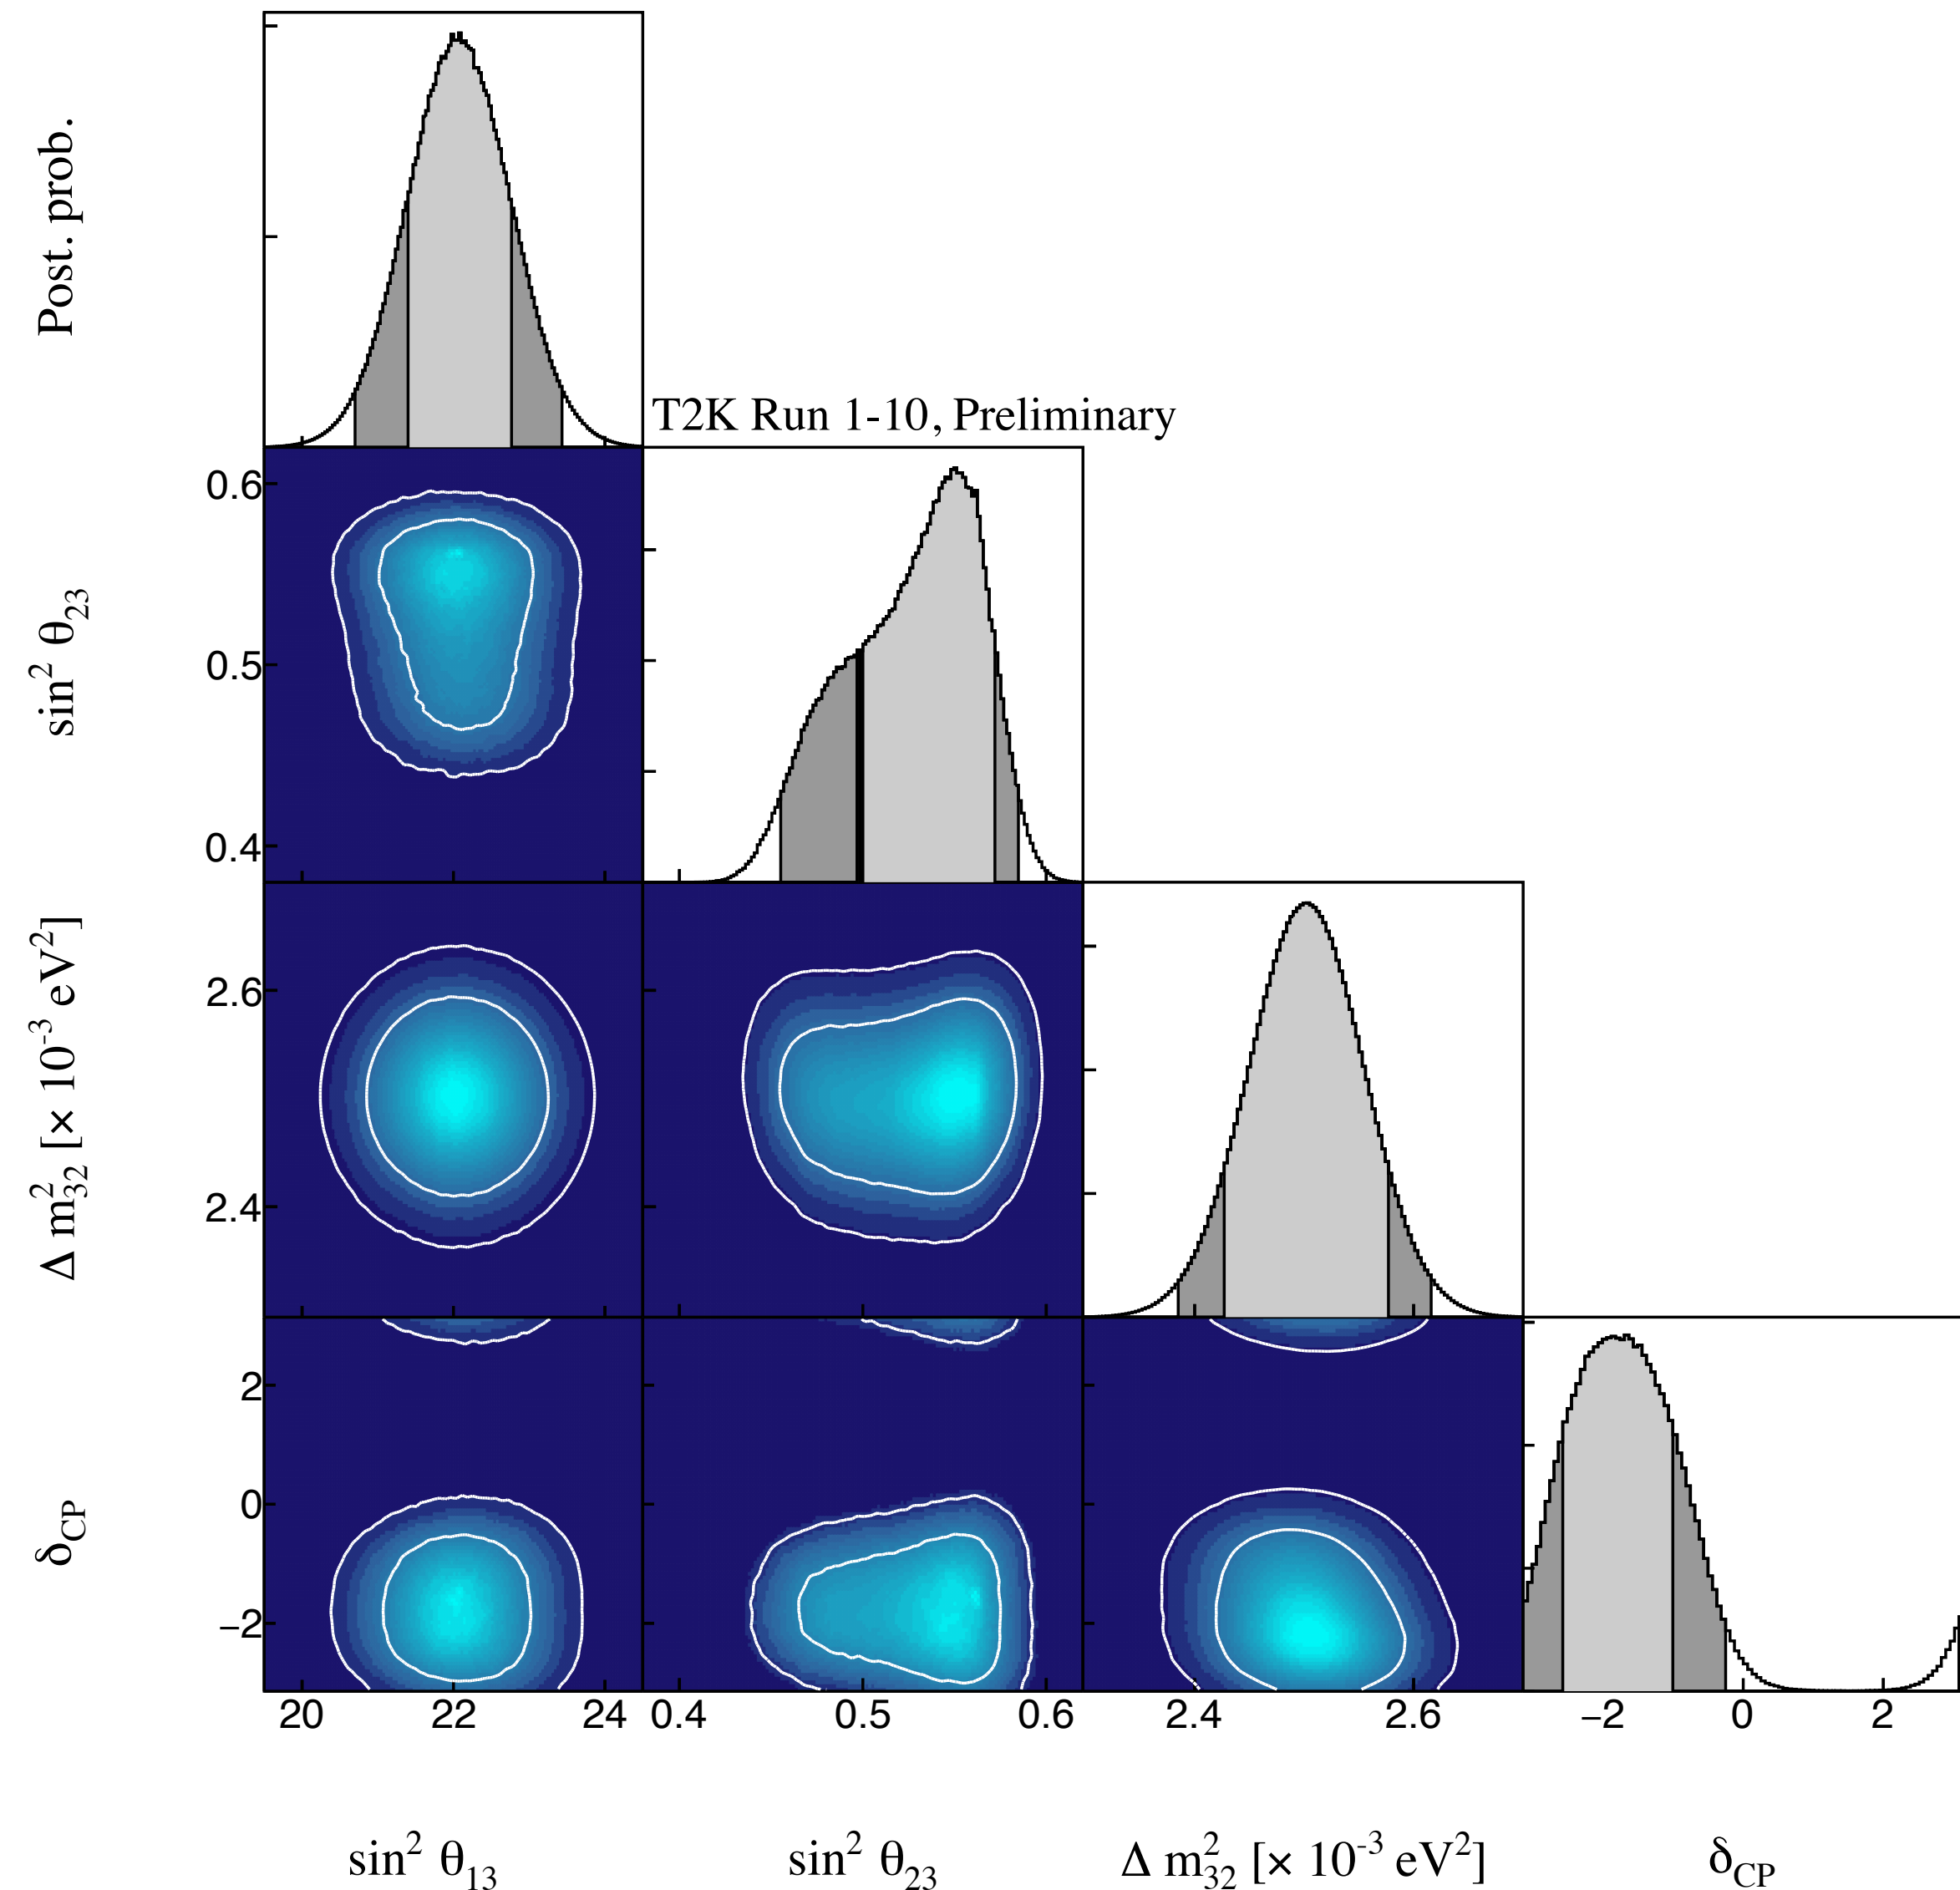 Post. prob.
T2K Run 1-10, Preliminary
0.6
0.5
0.4
sin² θ₂₃
2.6
2.4
Δ m²₃₂ [× 10⁻³ eV²]
2
0
−2
δCP
20 22 24 0.4 0.5 0.6 2.4 2.6 −2 0 2
sin² θ₁₃ sin² θ₂₃ Δ m²₃₂ [× 10⁻³ eV²] δCP